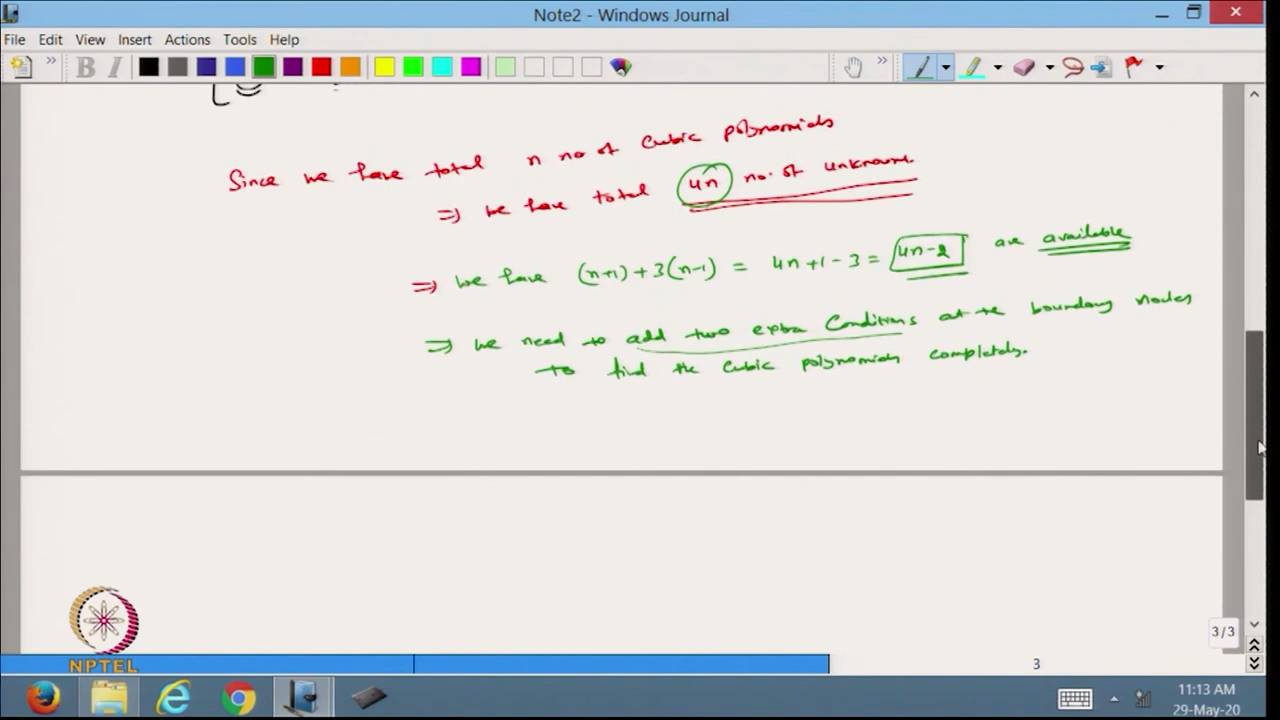 Note2 - Windows Journal
File Edit View Insert Actions Tools Help
Since we have total n no of Cubic polynomials
⇒ we have total 4n no. of unknowns.
⇒ we have (n+1) + 3(n-1) = 4n+1-3 = 4n-2 are available
⇒ we need to add two extra Conditions at the boundary nodes
to find the Cubic polynomials completely.
3/3
NPTEL
3
11:13 AM
29-May-20